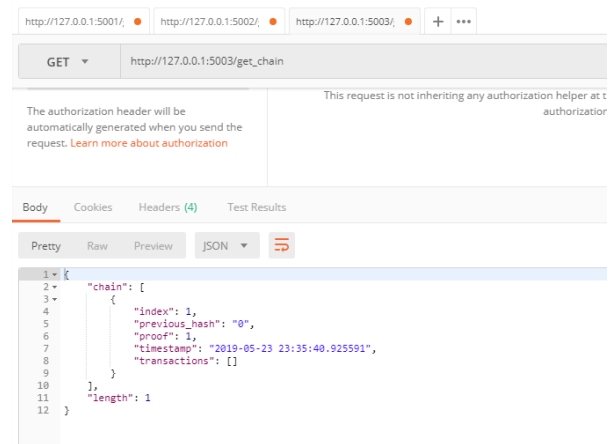 http://127.0.0.1:5001/; http://127.0.0.1:5002/; http://127.0.0.1:5003/; + •••
GET http://127.0.0.1:5003/get_chain
This request is not inheriting any authorization helper at t
authorization
The authorization header will be
automatically generated when you send the
request. Learn more about authorization
Body Cookies Headers (4) Test Results
Pretty Raw Preview JSON
1 {
2 "chain": [
3 {
4 "index": 1,
5 "previous_hash": "0",
6 "proof": 1,
7 "timestamp": "2019-05-23 23:35:40.925591",
8 "transactions": []
9 }
10 ],
11 "length": 1
12 }